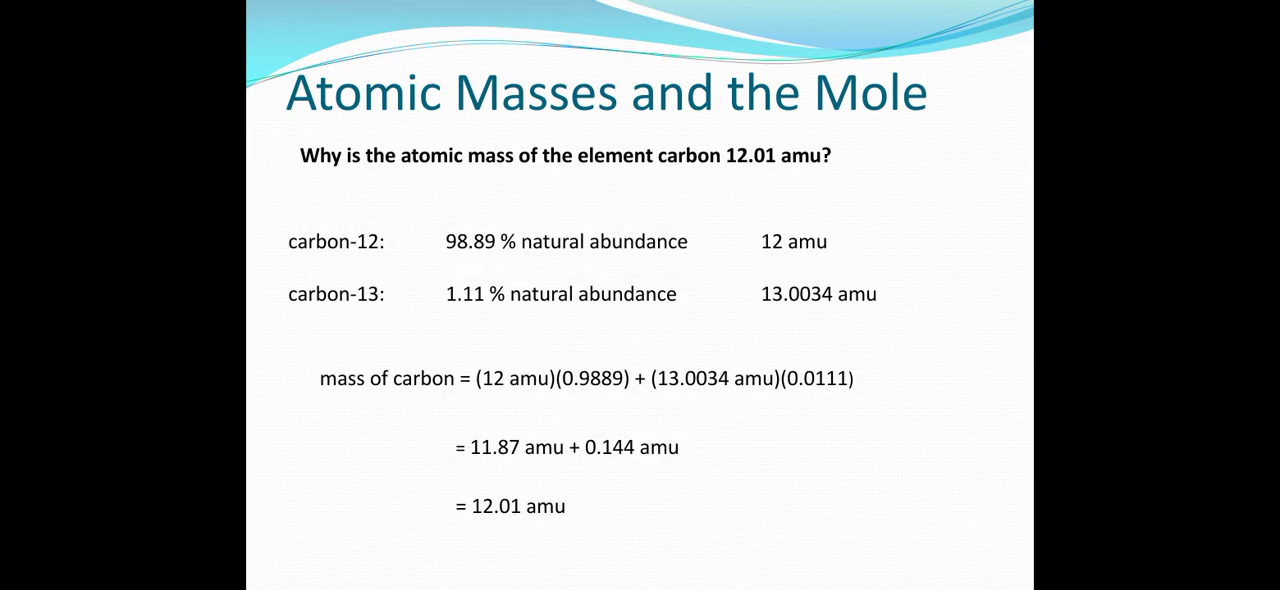 Atomic Masses and the Mole
Why is the atomic mass of the element carbon 12.01 amu?
carbon-12: 98.89 % natural abundance 12 amu
carbon-13: 1.11 % natural abundance 13.0034 amu
mass of carbon = (12 amu)(0.9889) + (13.0034 amu)(0.0111)
= 11.87 amu + 0.144 amu
= 12.01 amu